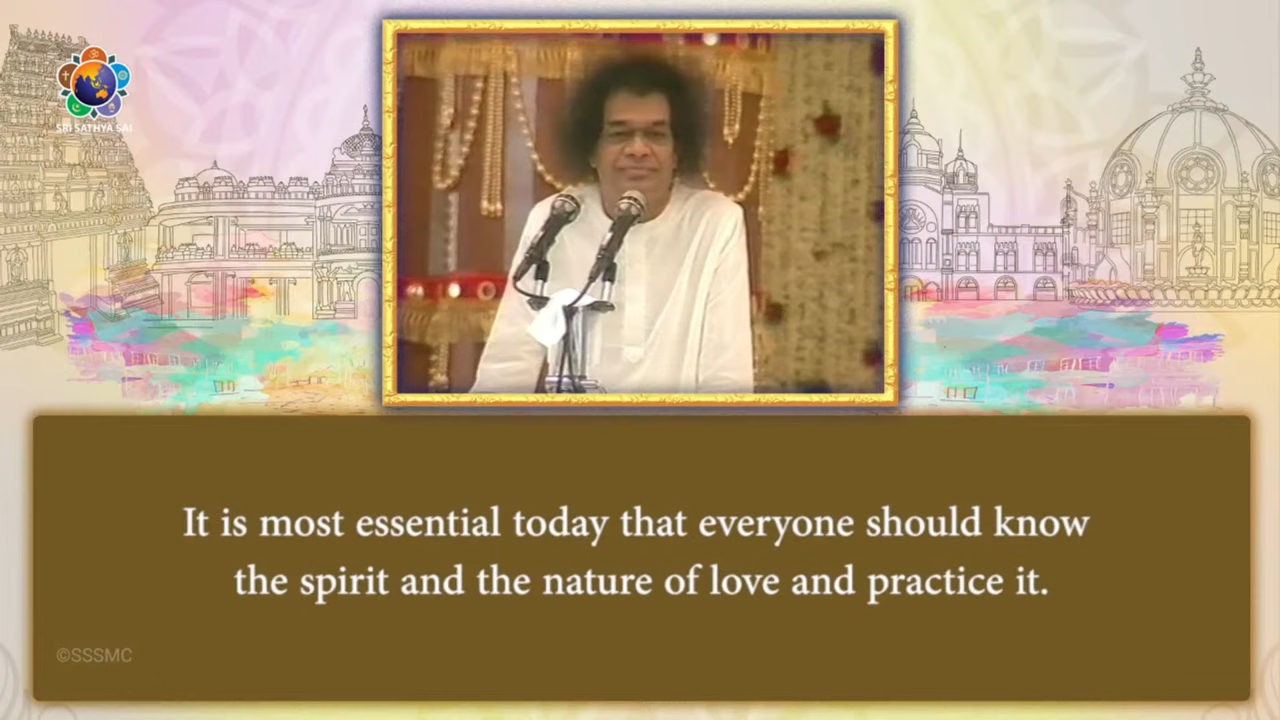 SRI SATHYA SAI
It is most essential today that everyone should know
the spirit and the nature of love and practice it.
©SSSMC